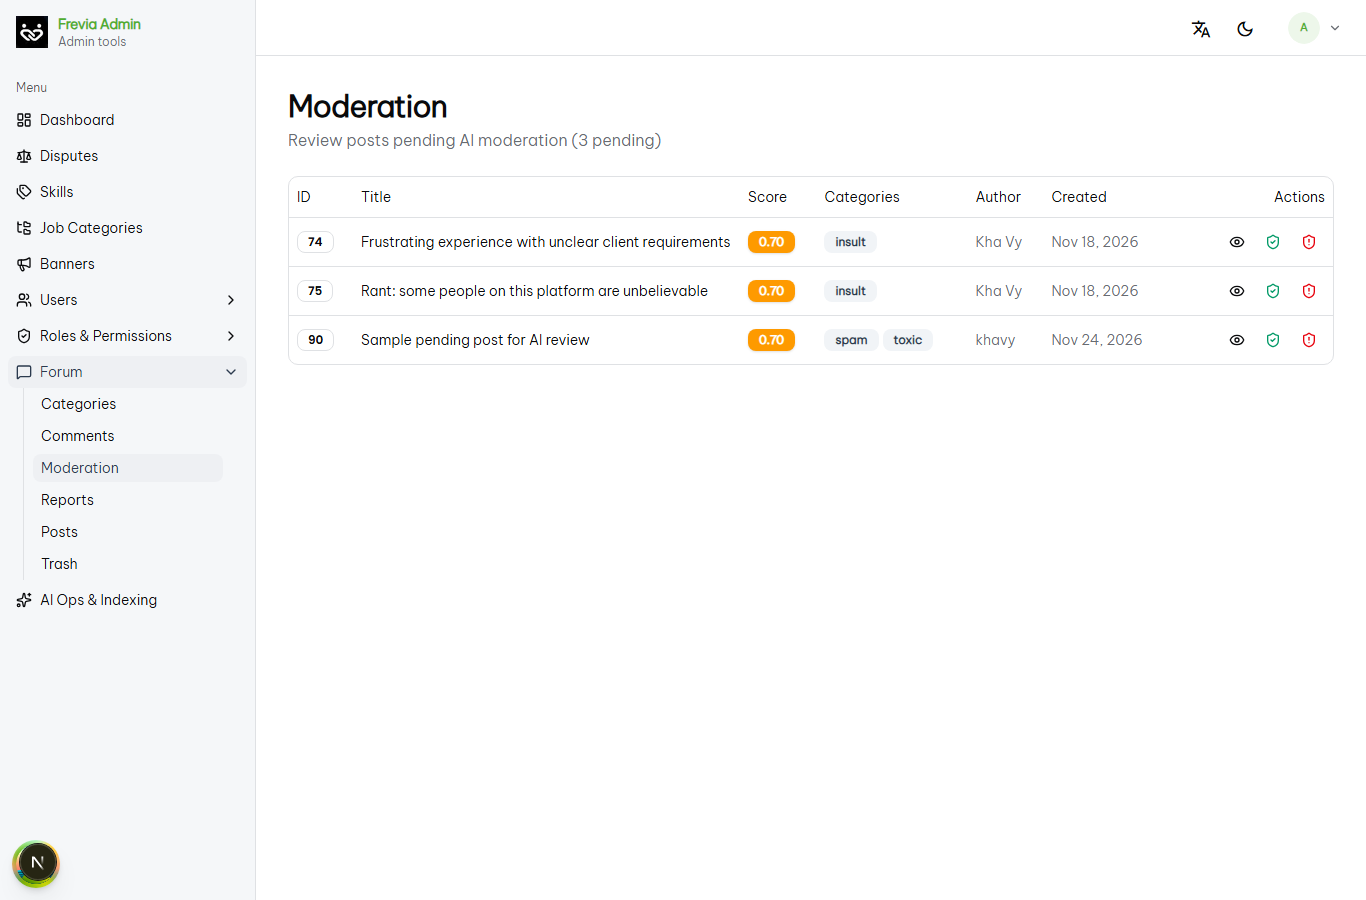 Frevia Admin
Admin tools
A
Menu
Dashboard
Disputes
Skills
Job Categories
Banners
Users
Roles & Permissions
Forum
Categories
Comments
Moderation
Reports
Posts
Trash
AI Ops & Indexing
N
Moderation
Review posts pending AI moderation (3 pending)
ID Title Score Categories Author Created Actions
74 Frustrating experience with unclear client requirements 0.70 insult Kha Vy Nov 18, 2026
75 Rant: some people on this platform are unbelievable 0.70 insult Kha Vy Nov 18, 2026
90 Sample pending post for AI review 0.70 spam toxic khavy Nov 24, 2026